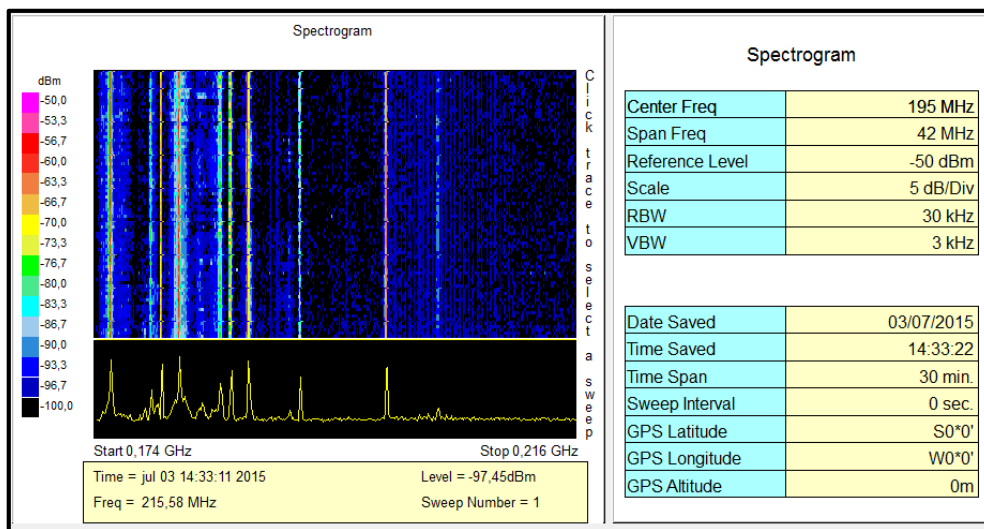 Spectrogram
dBm
-50,0
-53,3
-56,7
-60,0
-63,3
-66,7
-70,0
-73,3
-76,7
-80,0
-83,3
-86,7
-90,0
-93,3
-96,7
-100,0
Click trace to select a sweep
Start 0,174 GHz Stop 0,216 GHz
Time = jul 03 14:33:11 2015 Level = -97,45dBm
Freq = 215,58 MHz Sweep Number = 1
Spectrogram
Center Freq 195 MHz
Span Freq 42 MHz
Reference Level -50 dBm
Scale 5 dB/Div
RBW 30 kHz
VBW 3 kHz
Date Saved 03/07/2015
Time Saved 14:33:22
Time Span 30 min.
Sweep Interval 0 sec.
GPS Latitude S0*0'
GPS Longitude W0*0'
GPS Altitude 0m